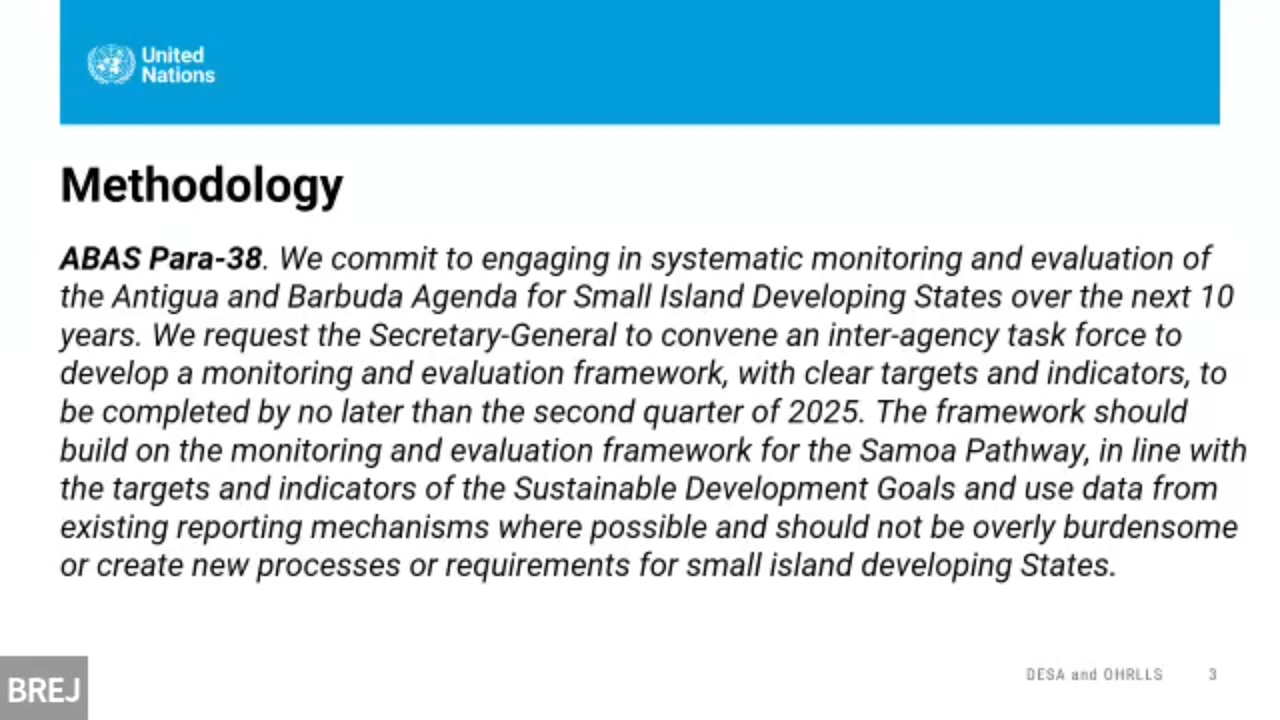 United
Nations
Methodology
ABAS Para-38. We commit to engaging in systematic monitoring and evaluation of
the Antigua and Barbuda Agenda for Small Island Developing States over the next 10
years. We request the Secretary-General to convene an inter-agency task force to
develop a monitoring and evaluation framework, with clear targets and indicators, to
be completed by no later than the second quarter of 2025. The framework should
build on the monitoring and evaluation framework for the Samoa Pathway, in line with
the targets and indicators of the Sustainable Development Goals and use data from
existing reporting mechanisms where possible and should not be overly burdensome
or create new processes or requirements for small island developing States.
DESA and OHRLLS 3
BREJ